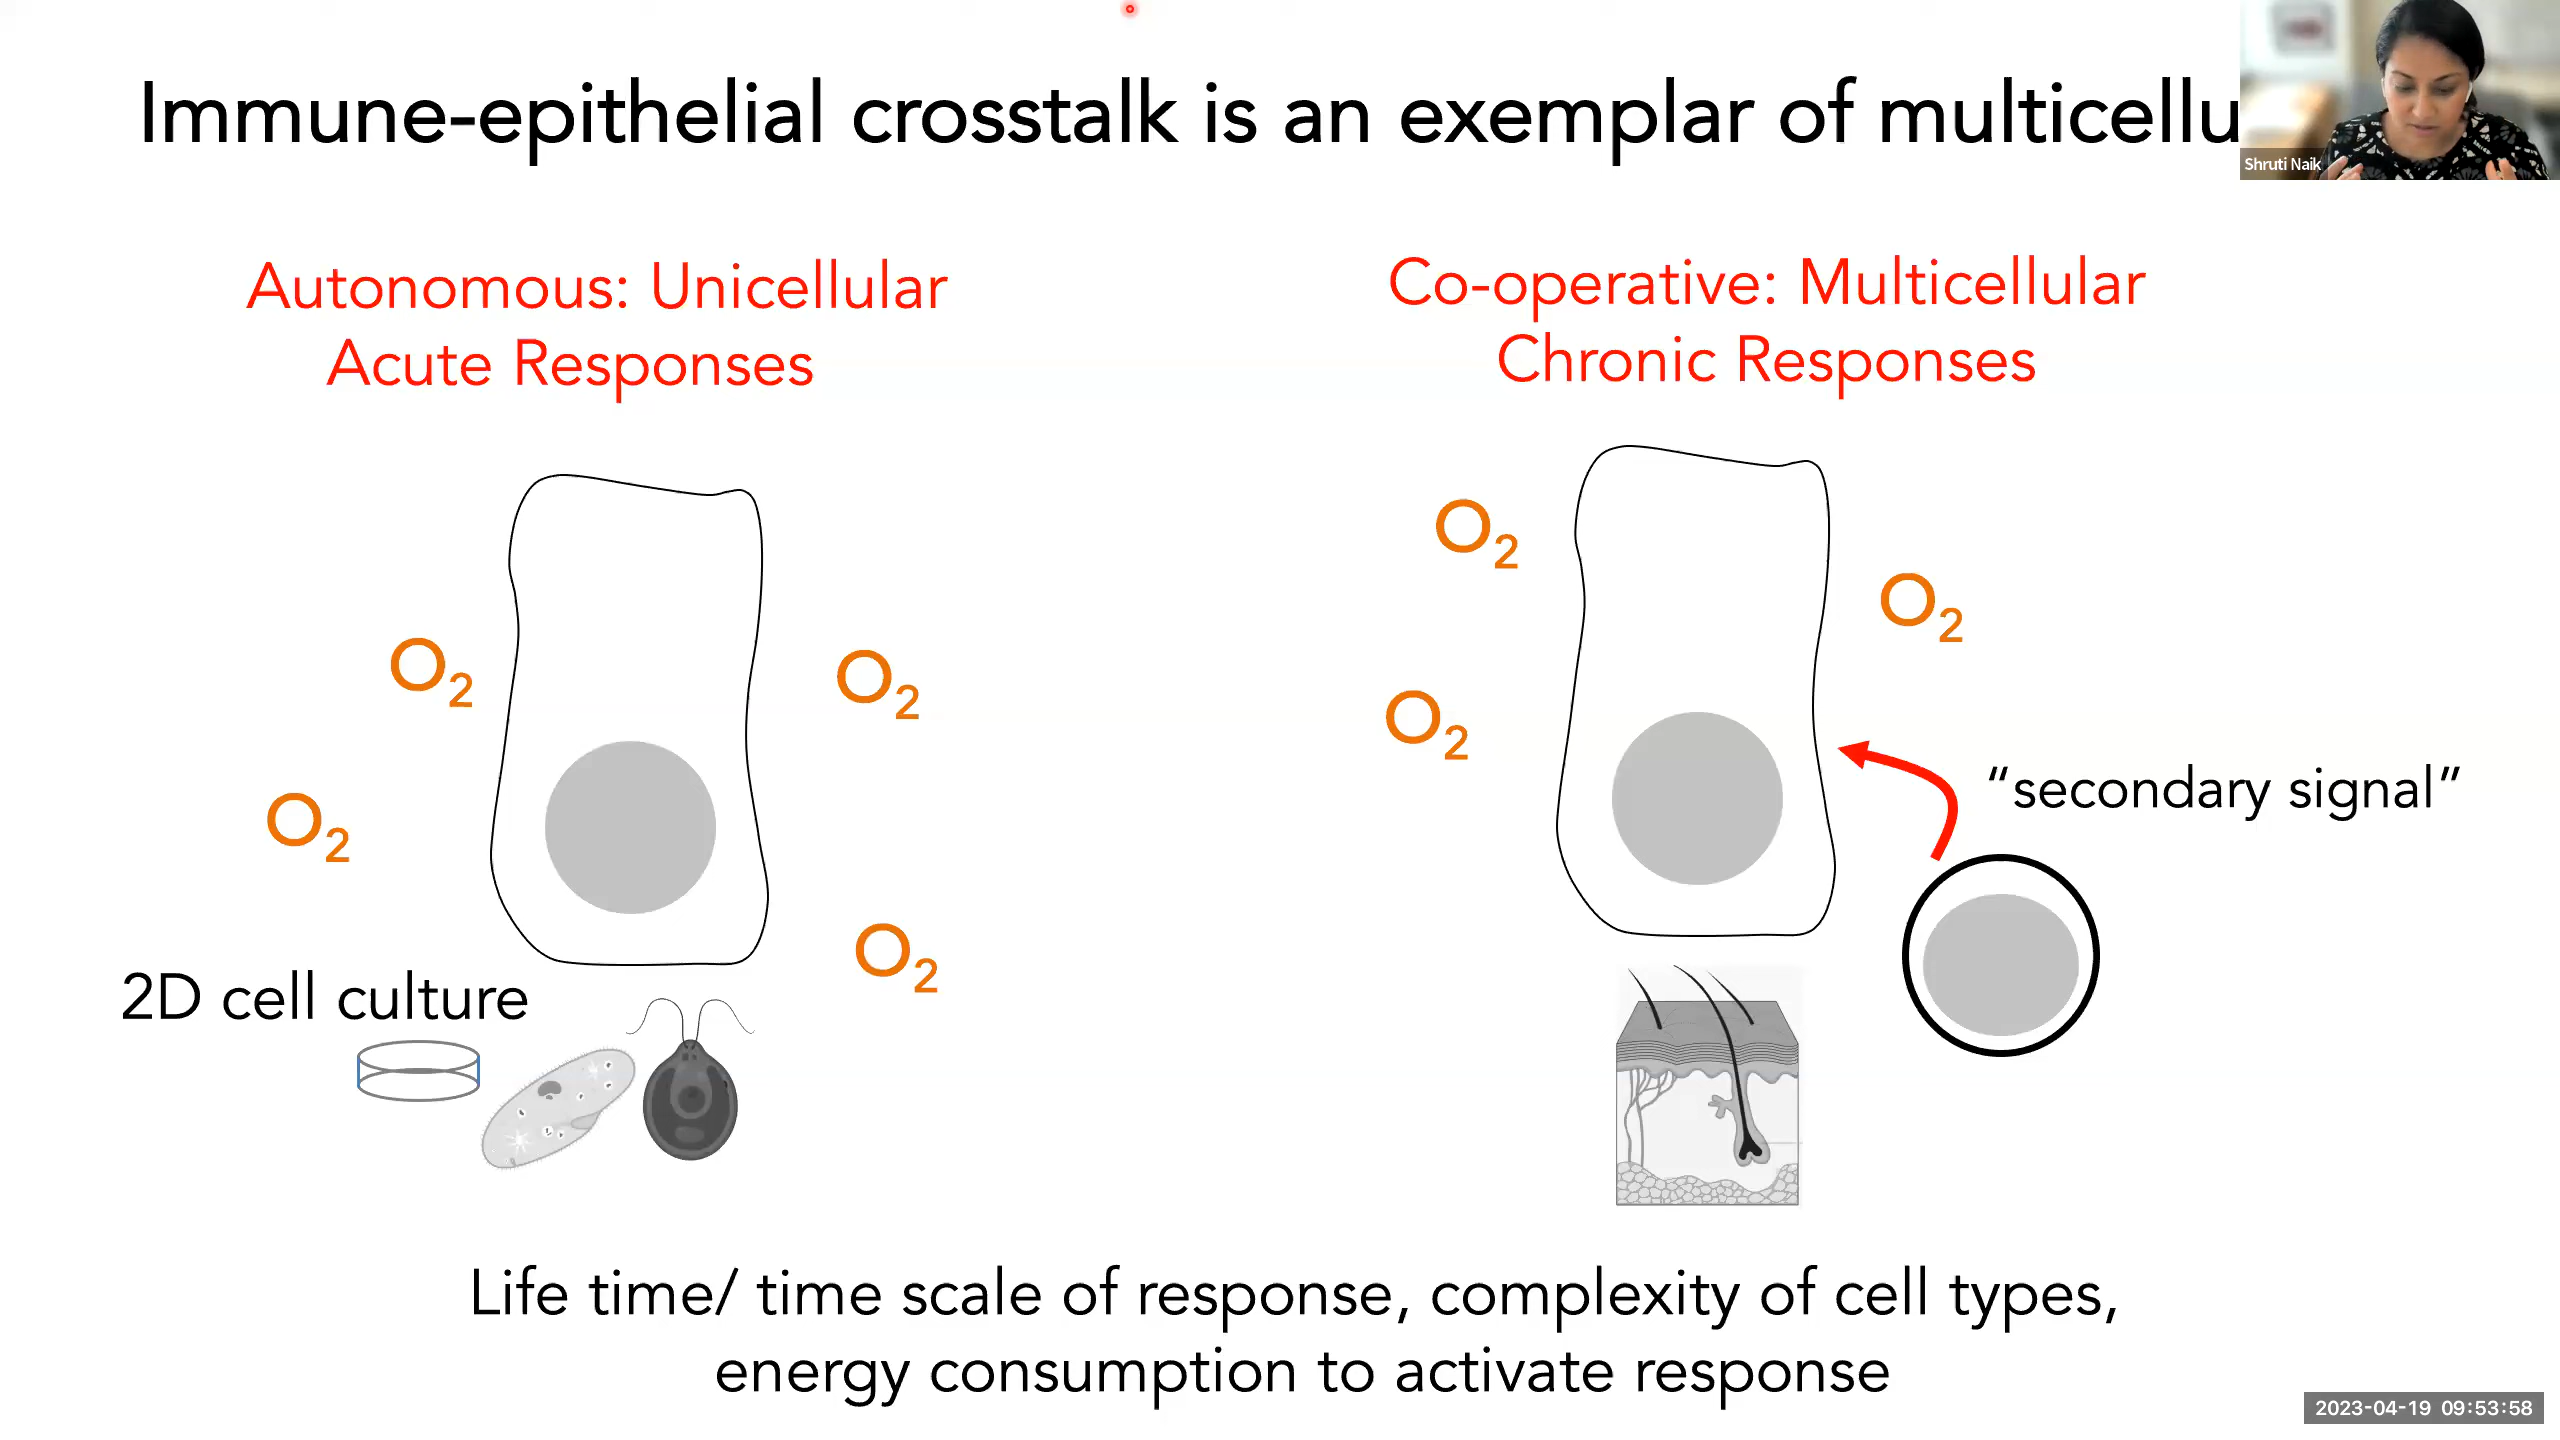 Immune-epithelial crosstalk is an exemplar of multicellu
Shruti Naik
Autonomous: Unicellular
Acute Responses
Co-operative: Multicellular
Chronic Responses
O2
O2
O2
O2
O2
O2
O2
“secondary signal”
2D cell culture
Life time/ time scale of response, complexity of cell types,
energy consumption to activate response
2023-04-19 09:53:58